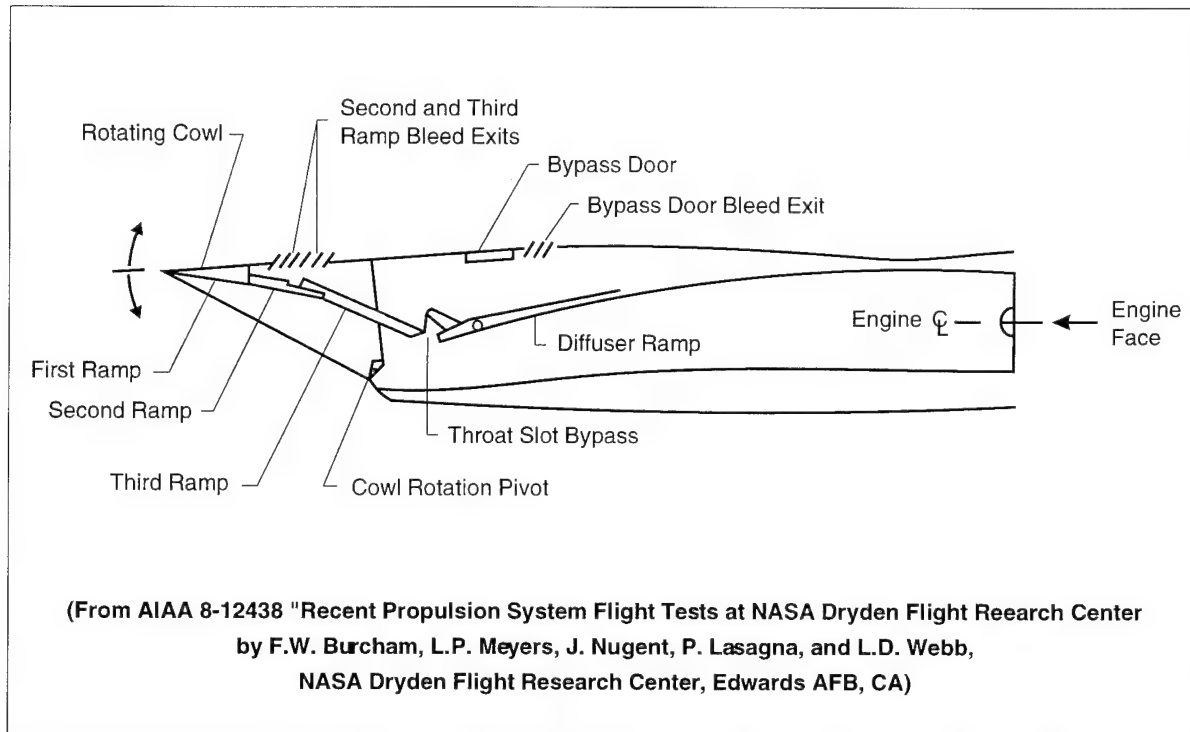 Second and Third
Ramp Bleed Exits
Rotating Cowl
Bypass Door
Bypass Door Bleed Exit
Engine ℄
Engine
Face
Diffuser Ramp
First Ramp
Second Ramp
Throat Slot Bypass
Third Ramp
Cowl Rotation Pivot
(From AIAA 8-12438 "Recent Propulsion System Flight Tests at NASA Dryden Flight Reearch Center
by F.W. Burcham, L.P. Meyers, J. Nugent, P. Lasagna, and L.D. Webb,
NASA Dryden Flight Research Center, Edwards AFB, CA)